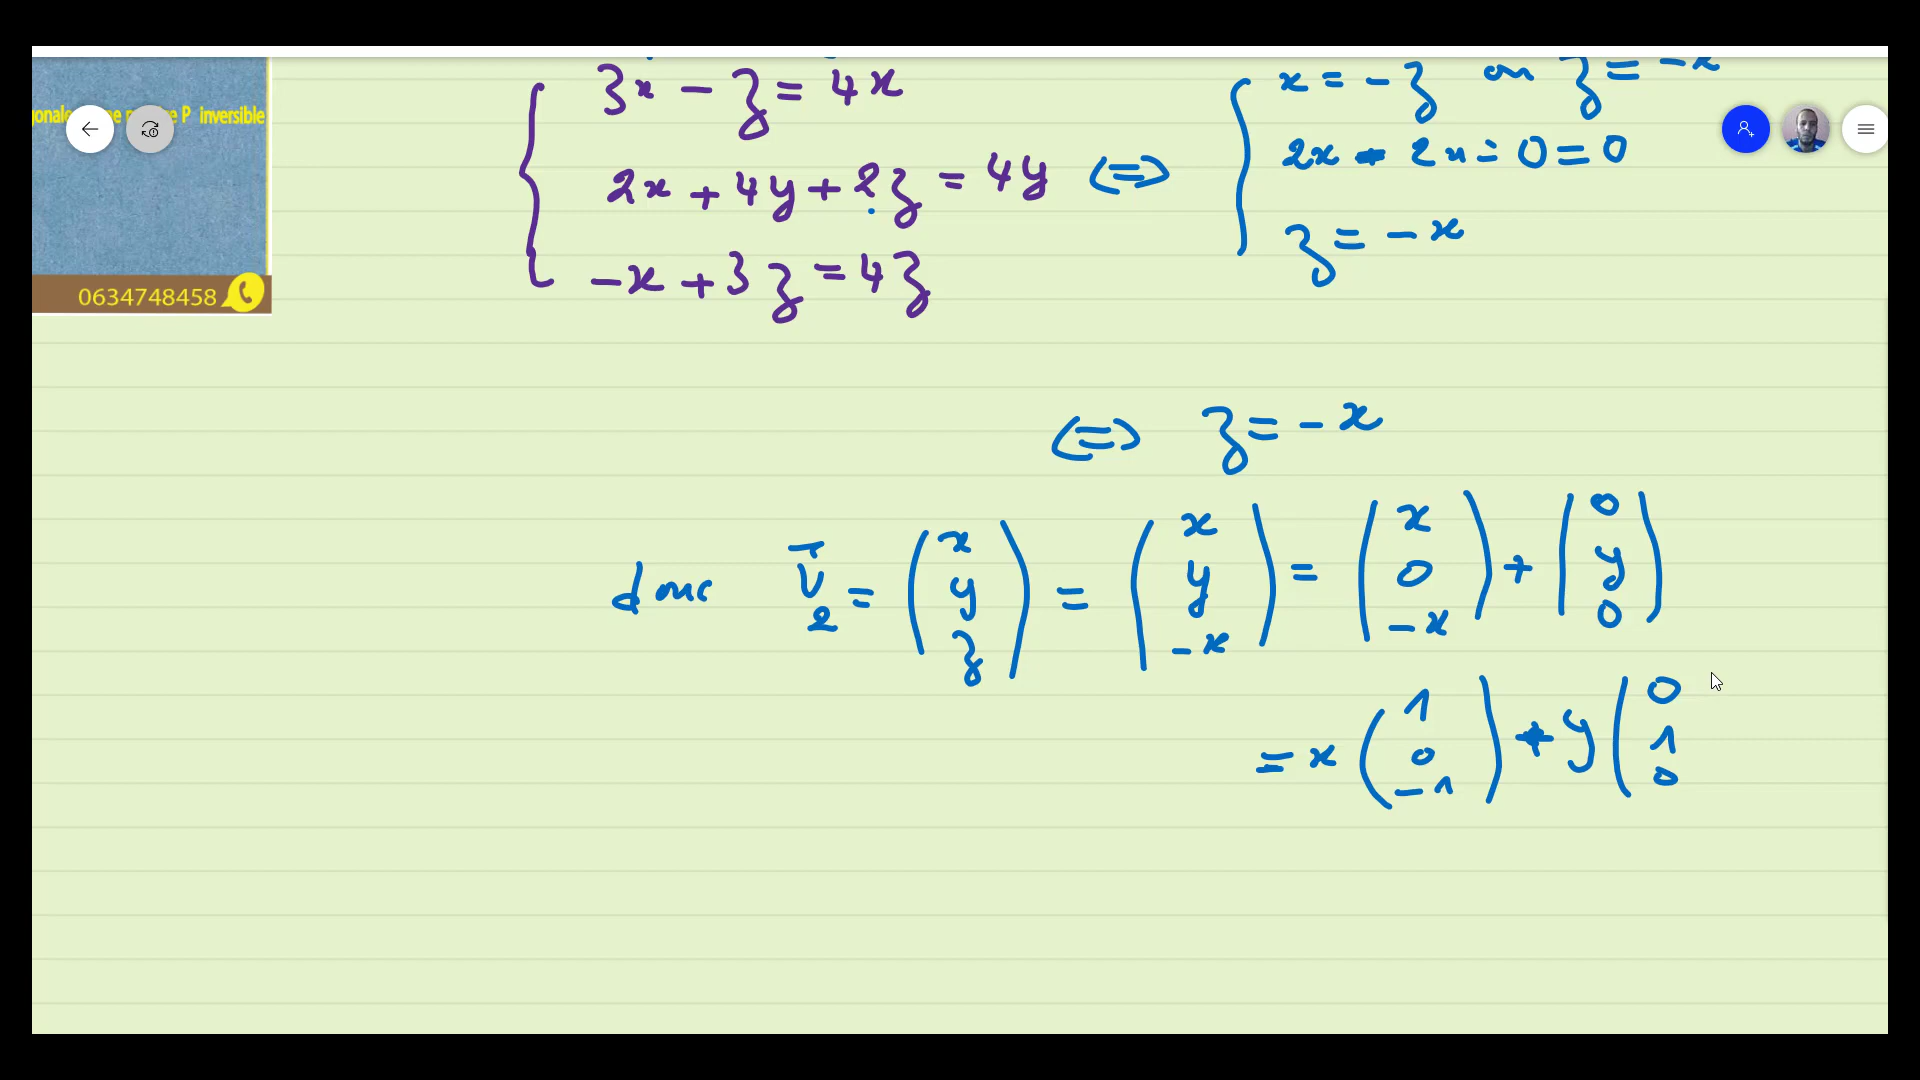 gonale
P inversible
0634748458
3x - z = 4x
2x + 4y + 2z = 4y
-x + 3z = 4z
⟺
x = -z ou z = -x
2x - 2x = 0 = 0
z = -x
⟺ z = -x
donc V2 = (x y z) = (x y -x) = (x 0 -x) + (0 y 0)
= x (1 0 -1) + y (0 1 0